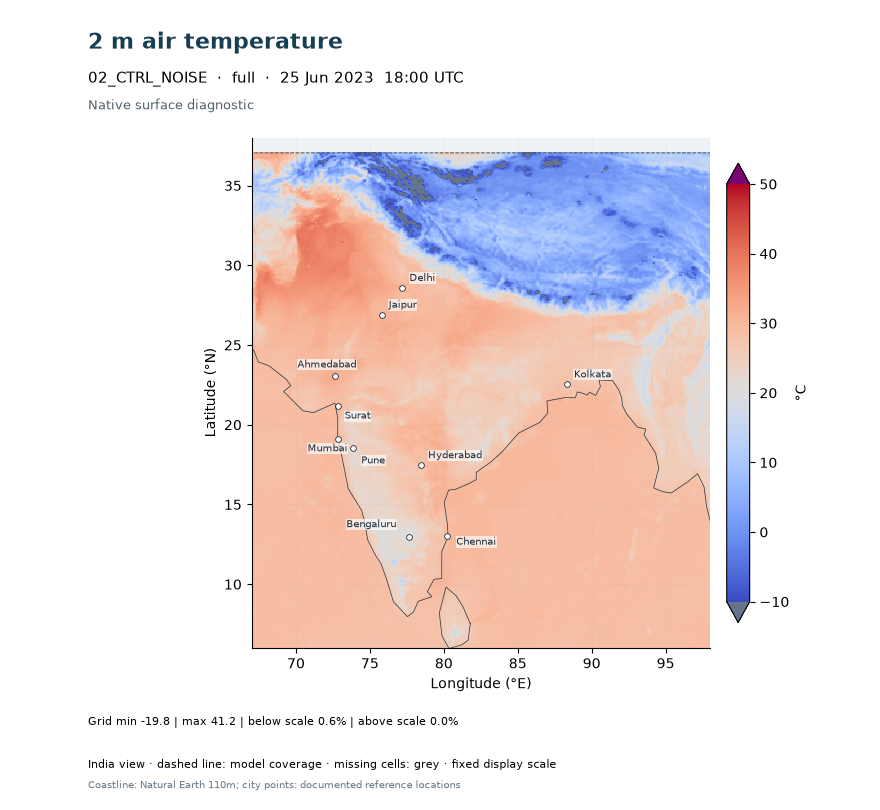 2 m air temperature
02_CTRL_NOISE · full · 25 Jun 2023 18:00 UTC
Native surface diagnostic
35
30
25
20
15
10
Latitude (°N)
Delhi
Jaipur
Ahmedabad
Kolkata
Surat
Mumbai
Pune
Hyderabad
Bengaluru
Chennai
70
75
80
85
90
95
Longitude (°E)
50
40
30
20
10
0
−10
°C
Grid min -19.8 | max 41.2 | below scale 0.6% | above scale 0.0%
India view · dashed line: model coverage · missing cells: grey · fixed display scale
Coastline: Natural Earth 110m; city points: documented reference locations